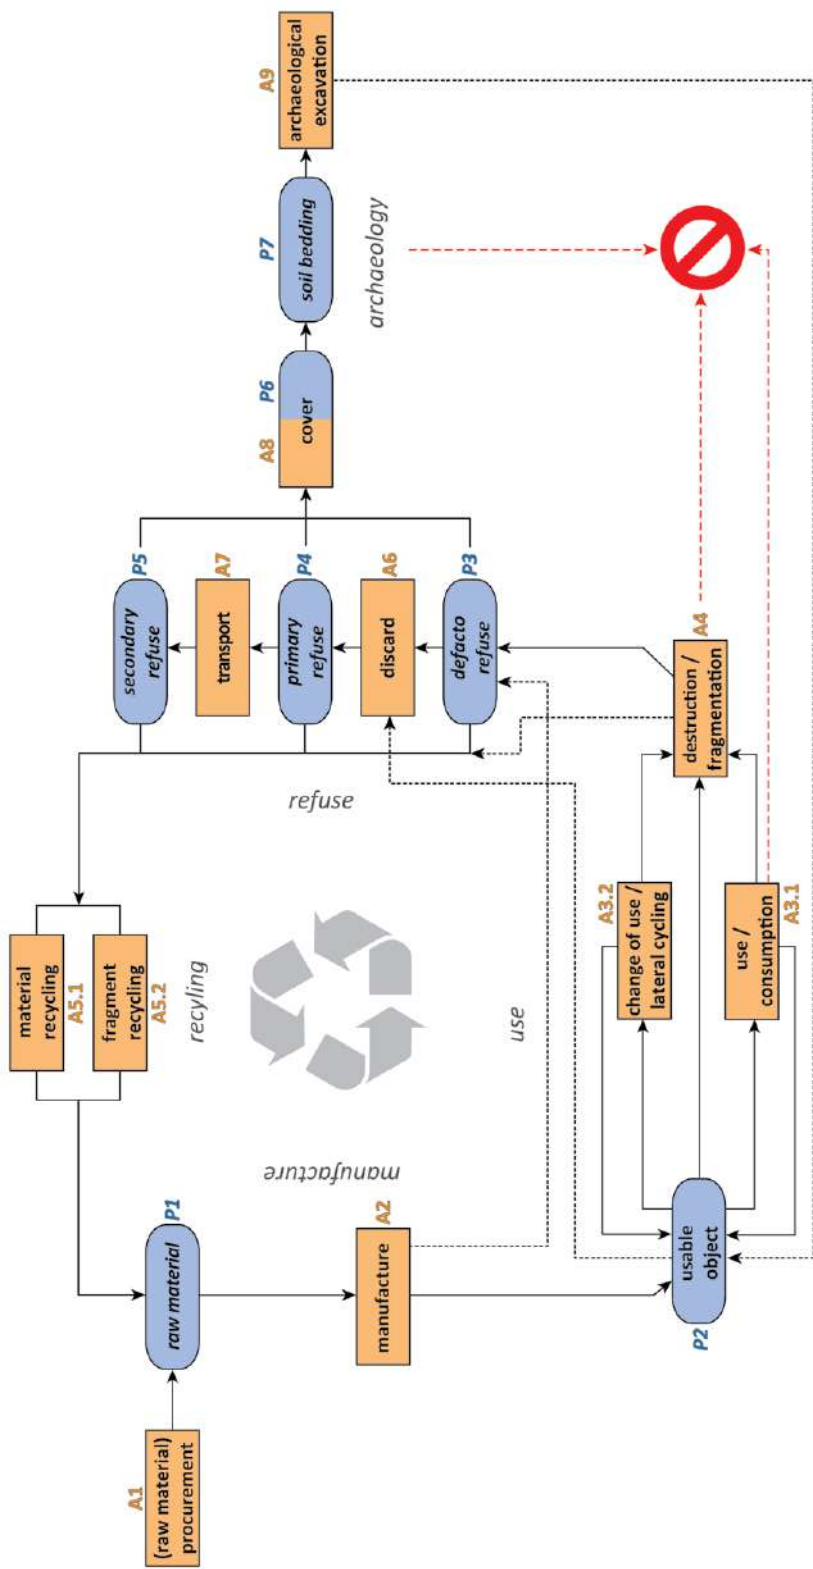 A1
(raw material)
procurement
P1
raw material
A2
manufacture
P2
usable
object
manufacture
material
recycling
A5.1
fragment
recycling
A5.2
recyling
use
A3.2
change of use /
lateral cycling
use /
consumption
A3.1
refuse
secondary
refuse
P5
transport
A7
primary
refuse
P4
discard
A6
defacto
refuse
P3
destruction /
fragmentation
A4
A8
P6
cover
P7
soil bedding
archaeology
A9
archaeological
excavation